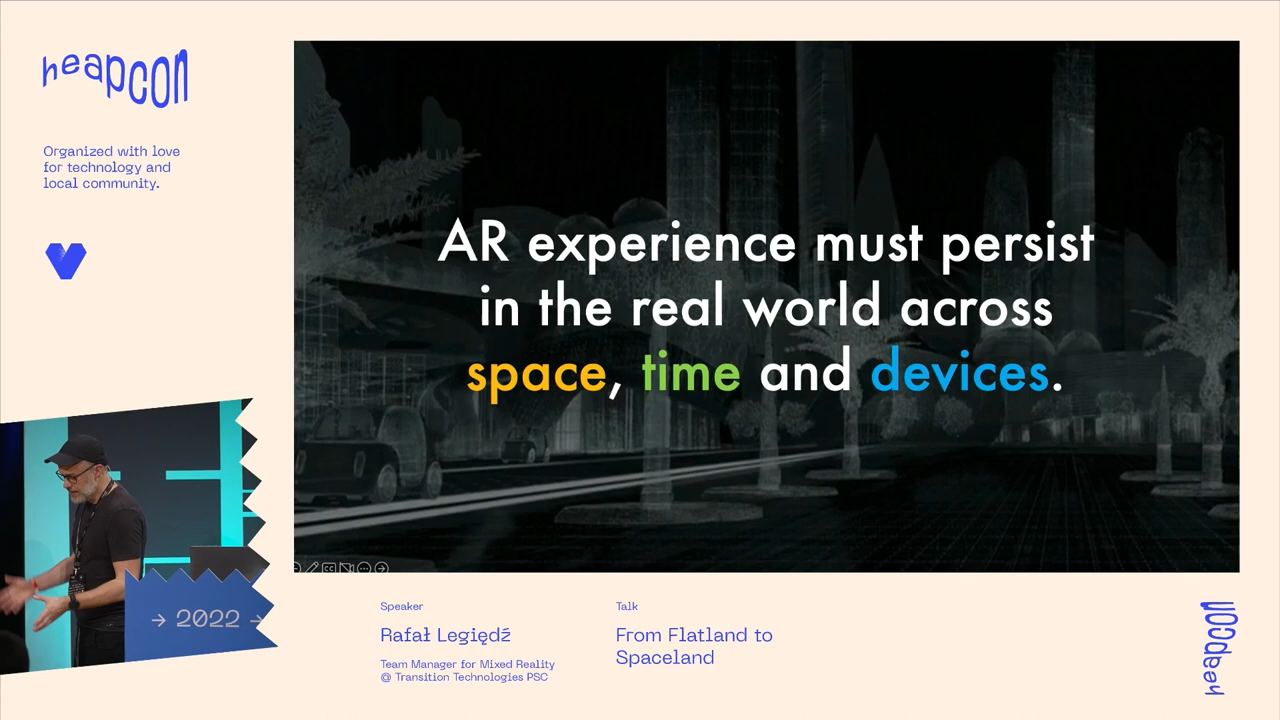 heapcon
Organized with love
for technology and
local community.
AR experience must persist
in the real world across
space, time and devices.
CC
→ 2022 →
Speaker
Rafał Legiędź
Team Manager for Mixed Reality
@ Transition Technologies PSC
Talk
From Flatland to
Spaceland
heapcon